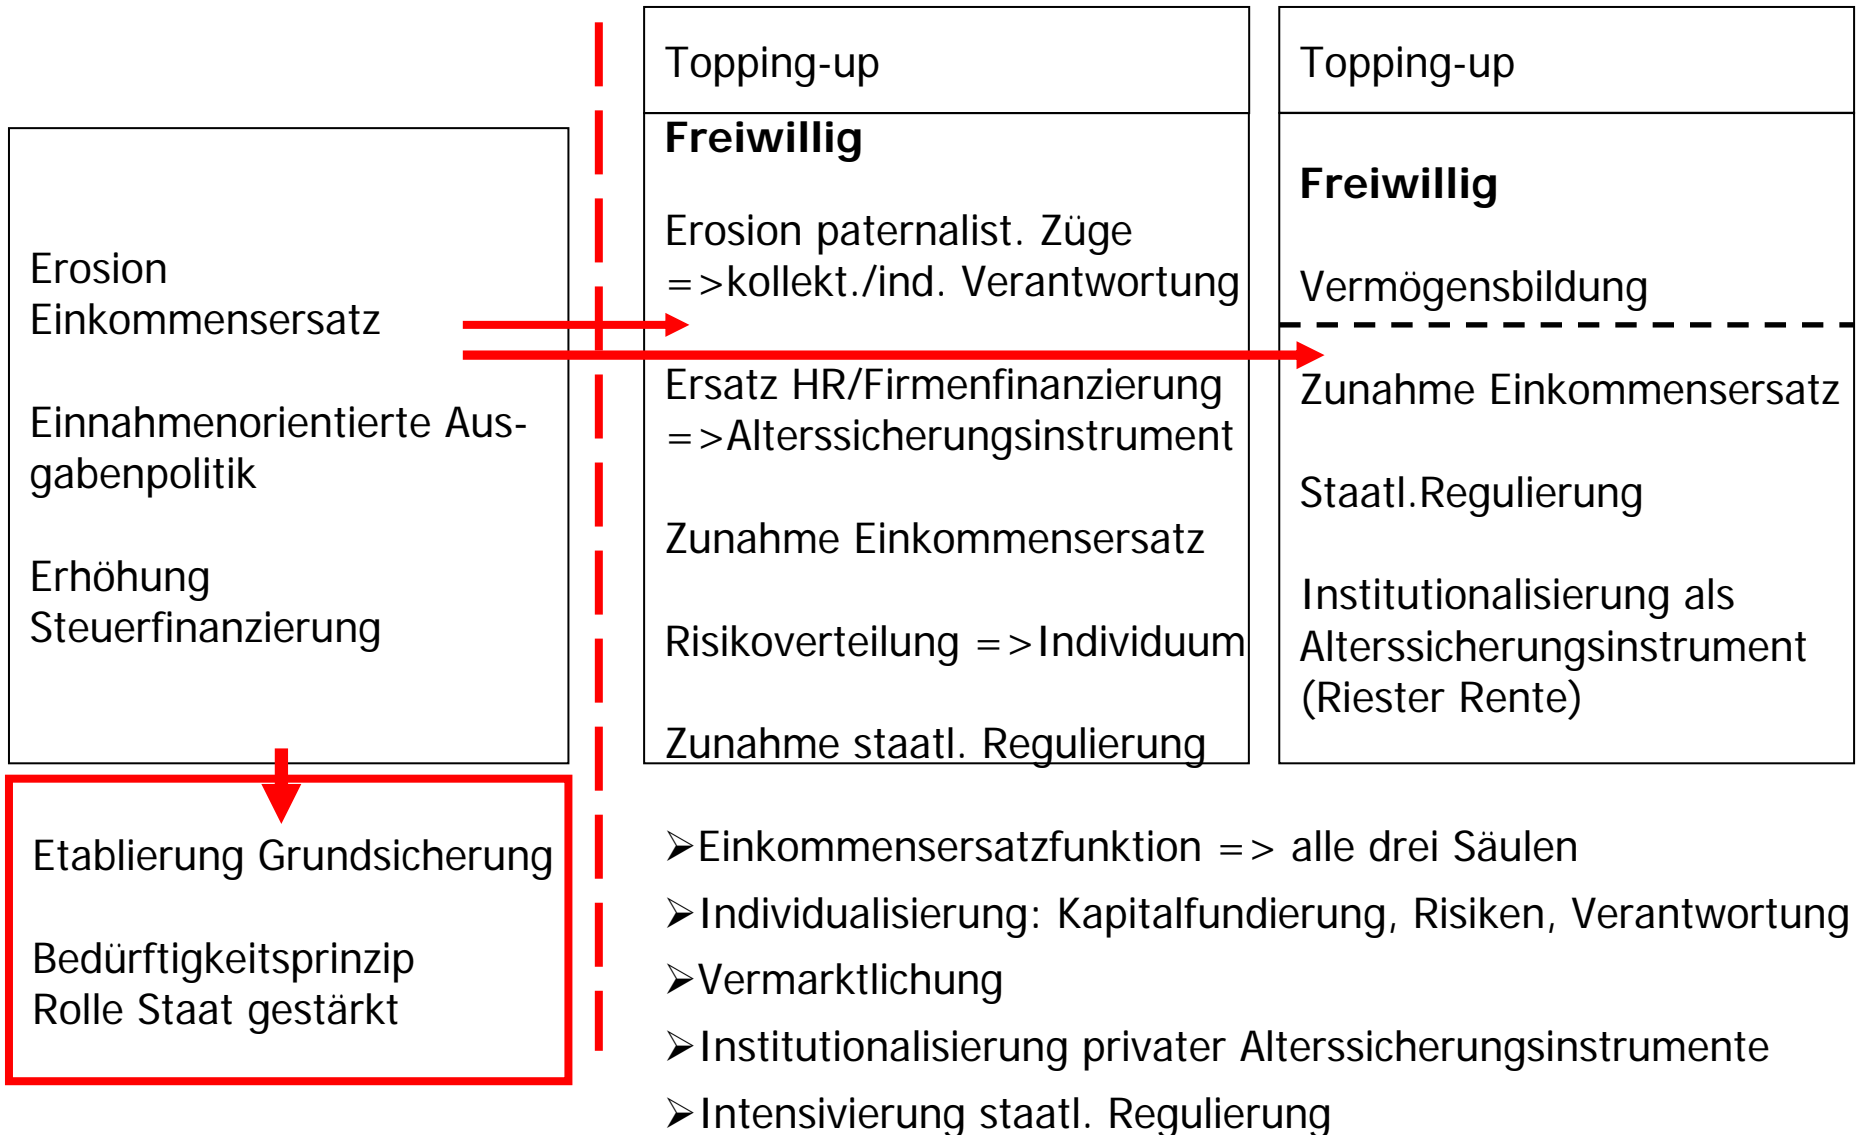 Erosion
Einkommensersatz
Einnahmenorientierte Aus-
gabenpolitik
Erhöhung
Steuerfinanzierung
Etablierung Grundsicherung
Bedürftigkeitsprinzip
Rolle Staat gestärkt
Topping-up
Freiwillig
Erosion paternalist. Züge
=>kollekt./ind. Verantwortung
Ersatz HR/Firmenfinanzierung
=>Alterssicherungsinstrument
Zunahme Einkommensersatz
Risikoverteilung =>Individuum
Zunahme staatl. Regulierung
Topping-up
Freiwillig
Vermögensbildung
Zunahme Einkommensersatz
Staatl.Regulierung
Institutionalisierung als
Alterssicherungsinstrument
(Riester Rente)
➢Einkommensersatzfunktion => alle drei Säulen
➢Individualisierung: Kapitalfundierung, Risiken, Verantwortung
➢Vermarktlichung
➢Institutionalisierung privater Alterssicherungsinstrumente
➢Intensivierung staatl. Regulierung